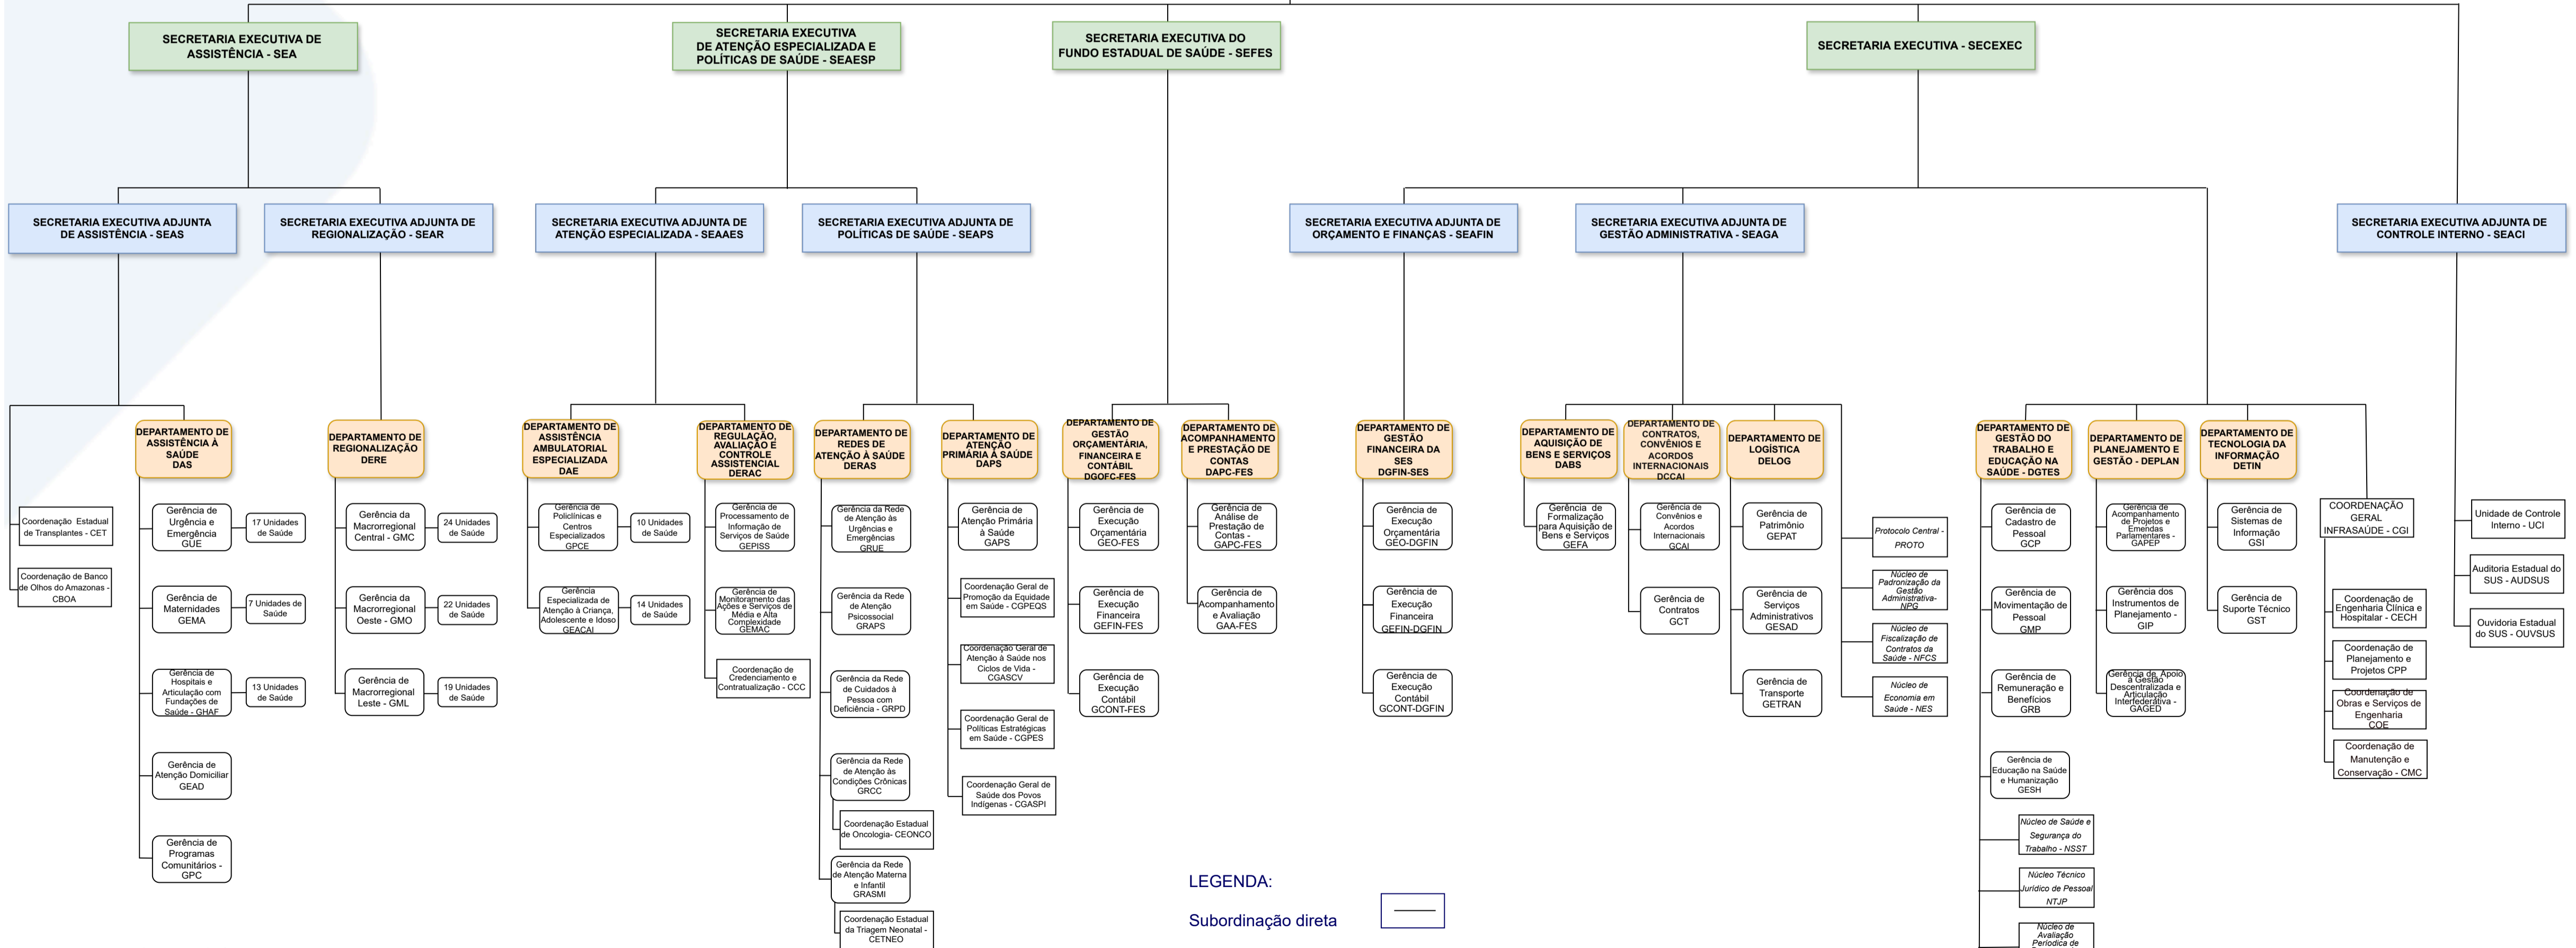 SECRETARIA EXECUTIVA DE
ASSISTÊNCIA - SEA
SECRETARIA EXECUTIVA
DE ATENÇÃO ESPECIALIZADA E
POLÍTICAS DE SAÚDE - SEAESP
SECRETARIA EXECUTIVA DO
FUNDO ESTADUAL DE SAÚDE - SEFES
SECRETARIA EXECUTIVA - SECEXEC
SECRETARIA EXECUTIVA ADJUNTA
DE ASSISTÊNCIA - SEAS
SECRETARIA EXECUTIVA ADJUNTA DE
REGIONALIZAÇÃO - SEAR
SECRETARIA EXECUTIVA ADJUNTA DE
ATENÇÃO ESPECIALIZADA - SEAAES
SECRETARIA EXECUTIVA ADJUNTA DE
POLÍTICAS DE SAÚDE - SEAPS
SECRETARIA EXECUTIVA ADJUNTA DE
ORÇAMENTO E FINANÇAS - SEAFIN
SECRETARIA EXECUTIVA ADJUNTA DE
GESTÃO ADMINISTRATIVA - SEAGA
SECRETARIA EXECUTIVA ADJUNTA DE
CONTROLE INTERNO - SEACI
Coordenação Estadual
de Transplantes - CET
Coordenação de Banco
de Olhos do Amazonas -
CBOA
DEPARTAMENTO DE
ASSISTÊNCIA À
SAÚDE
DAS
Gerência de
Urgência e
Emergência
GUE
17 Unidades
de Saúde
Gerência de
Maternidades
GEMA
7 Unidades de
Saúde
Gerência de
Hospitais e
Articulação com
Fundações de
Saúde - GHAF
13 Unidades
de Saúde
Gerência de
Atenção Domiciliar
GEAD
Gerência de
Programas
Comunitários -
GPC
DEPARTAMENTO DE
REGIONALIZAÇÃO
DERE
Gerência da
Macrorregional
Central - GMC
24 Unidades
de Saúde
Gerência da
Macrorregional
Oeste - GMO
22 Unidades
de Saúde
Gerência de
Macrorregional
Leste - GML
19 Unidades
de Saúde
DEPARTAMENTO DE
ASSISTÊNCIA
AMBULATORIAL
ESPECIALIZADA
DAE
Gerência de
Policlínicas e
Centros
Especializados
GPCE
10 Unidades
de Saúde
Gerência
Especializada de
Atenção à Criança,
Adolescente e Idoso
GEACAI
14 Unidades
de Saúde
DEPARTAMENTO DE
REGULAÇÃO,
AVALIAÇÃO E
CONTROLE
ASSISTENCIAL
DERAC
Gerência de
Processamento de
Informação de
Serviços de Saúde
GEPISS
Gerência de
Monitoramento das
Ações e Serviços de
Média e Alta
Complexidade
GEMAC
Coordenação de
Credenciamento e
Contratualização - CCC
DEPARTAMENTO DE
REDES DE
ATENÇÃO À SAÚDE
DERAS
Gerência da Rede
de Atenção às
Urgências e
Emergências
GRUE
Gerência da Rede
de Atenção
Psicossocial
GRAPS
Gerência da Rede
de Cuidados à
Pessoa com
Deficiência - GRPD
Gerência da Rede
de Atenção às
Condições Crônicas
GRCC
Coordenação Estadual
de Oncologia- CEONCO
Gerência da Rede
de Atenção Materna
e Infantil
GRASMI
Coordenação Estadual
da Triagem Neonatal -
CETNEO
DEPARTAMENTO DE
ATENÇÃO
PRIMÁRIA À SAÚDE
DAPS
Gerência de
Atenção Primária
à Saúde
GAPS
Coordenação Geral de
Promoção da Equidade
em Saúde - CGPEQS
Coordenação Geral de
Atenção à Saúde nos
Ciclos de Vida -
CGASCV
Coordenação Geral de
Políticas Estratégicas
em Saúde - CGPES
Coordenação Geral de
Saúde dos Povos
Indígenas - CGASPI
DEPARTAMENTO DE
GESTÃO
ORÇAMENTÁRIA,
FINANCEIRA E
CONTÁBIL
DGOFC-FES
Gerência de
Execução
Orçamentária
GEO-FES
Gerência de
Execução
Financeira
GEFIN-FES
Gerência de
Execução
Contábil
GCONT-FES
DEPARTAMENTO DE
ACOMPANHAMENTO
E PRESTAÇÃO DE
CONTAS
DAPC-FES
Gerência de
Análise de
Prestação de
Contas -
GAPC-FES
Gerência de
Acompanhamento
e Avaliação
GAA-FES
DEPARTAMENTO DE
GESTÃO
FINANCEIRA DA
SES
DGFIN-SES
Gerência de
Execução
Orçamentária
GEO-DGFIN
Gerência de
Execução
Financeira
GEFIN-DGFIN
Gerência de
Execução
Contábil
GCONT-DGFIN
DEPARTAMENTO DE
AQUISIÇÃO DE
BENS E SERVIÇOS
DABS
Gerência de
Formalização
para Aquisição de
Bens e Serviços
GEFA
DEPARTAMENTO DE
CONTRATOS,
CONVÊNIOS E
ACORDOS
INTERNACIONAIS
DCCAI
Gerência de
Convênios e
Acordos
Internacionais
GCAI
Gerência de
Contratos
GCT
DEPARTAMENTO DE
LOGÍSTICA
DELOG
Gerência de
Patrimônio
GEPAT
Gerência de
Serviços
Administrativos
GESAD
Gerência de
Transporte
GETRAN
Protocolo Central -
PROTO
Núcleo de
Padronização da
Gestão
Administrativa-
NPG
Núcleo de
Fiscalização de
Contratos da
Saúde - NFCS
Núcleo de
Economia em
Saúde - NES
DEPARTAMENTO DE
GESTÃO DO
TRABALHO E
EDUCAÇÃO NA
SAÚDE - DGTES
Gerência de
Cadastro de
Pessoal
GCP
Gerência de
Movimentação de
Pessoal
GMP
Gerência de
Remuneração e
Benefícios
GRB
Gerência de
Educação na Saúde
e Humanização
GESH
Núcleo de Saúde e
Segurança do
Trabalho - NSST
Núcleo Técnico
Jurídico de Pessoal
NTJP
Núcleo de
Avaliação
Períodica de
DEPARTAMENTO DE
PLANEJAMENTO E
GESTÃO - DEPLAN
Gerência de
Acompanhamento
de Projetos e
Emendas
Parlamentares -
GAPEP
Gerência dos
Instrumentos de
Planejamento -
GIP
Gerência de Apoio
à Gestão
Descentralizada e
Articulação
Interfederativa -
GAGED
DEPARTAMENTO DE
TECNOLOGIA DA
INFORMAÇÃO
DETIN
Gerência de
Sistemas de
Informação
GSI
Gerência de
Suporte Técnico
GST
COORDENAÇÃO
GERAL
INFRASAÚDE - CGI
Coordenação de
Engenharia Clínica e
Hospitalar - CECH
Coordenação de
Planejamento e
Projetos CPP
Coordenação de
Obras e Serviços de
Engenharia
COE
Coordenação de
Manutenção e
Conservação - CMC
Unidade de Controle
Interno - UCI
Auditoria Estadual do
SUS - AUDSUS
Ouvidoria Estadual
do SUS - OUVSUS
LEGENDA:
Subordinação direta